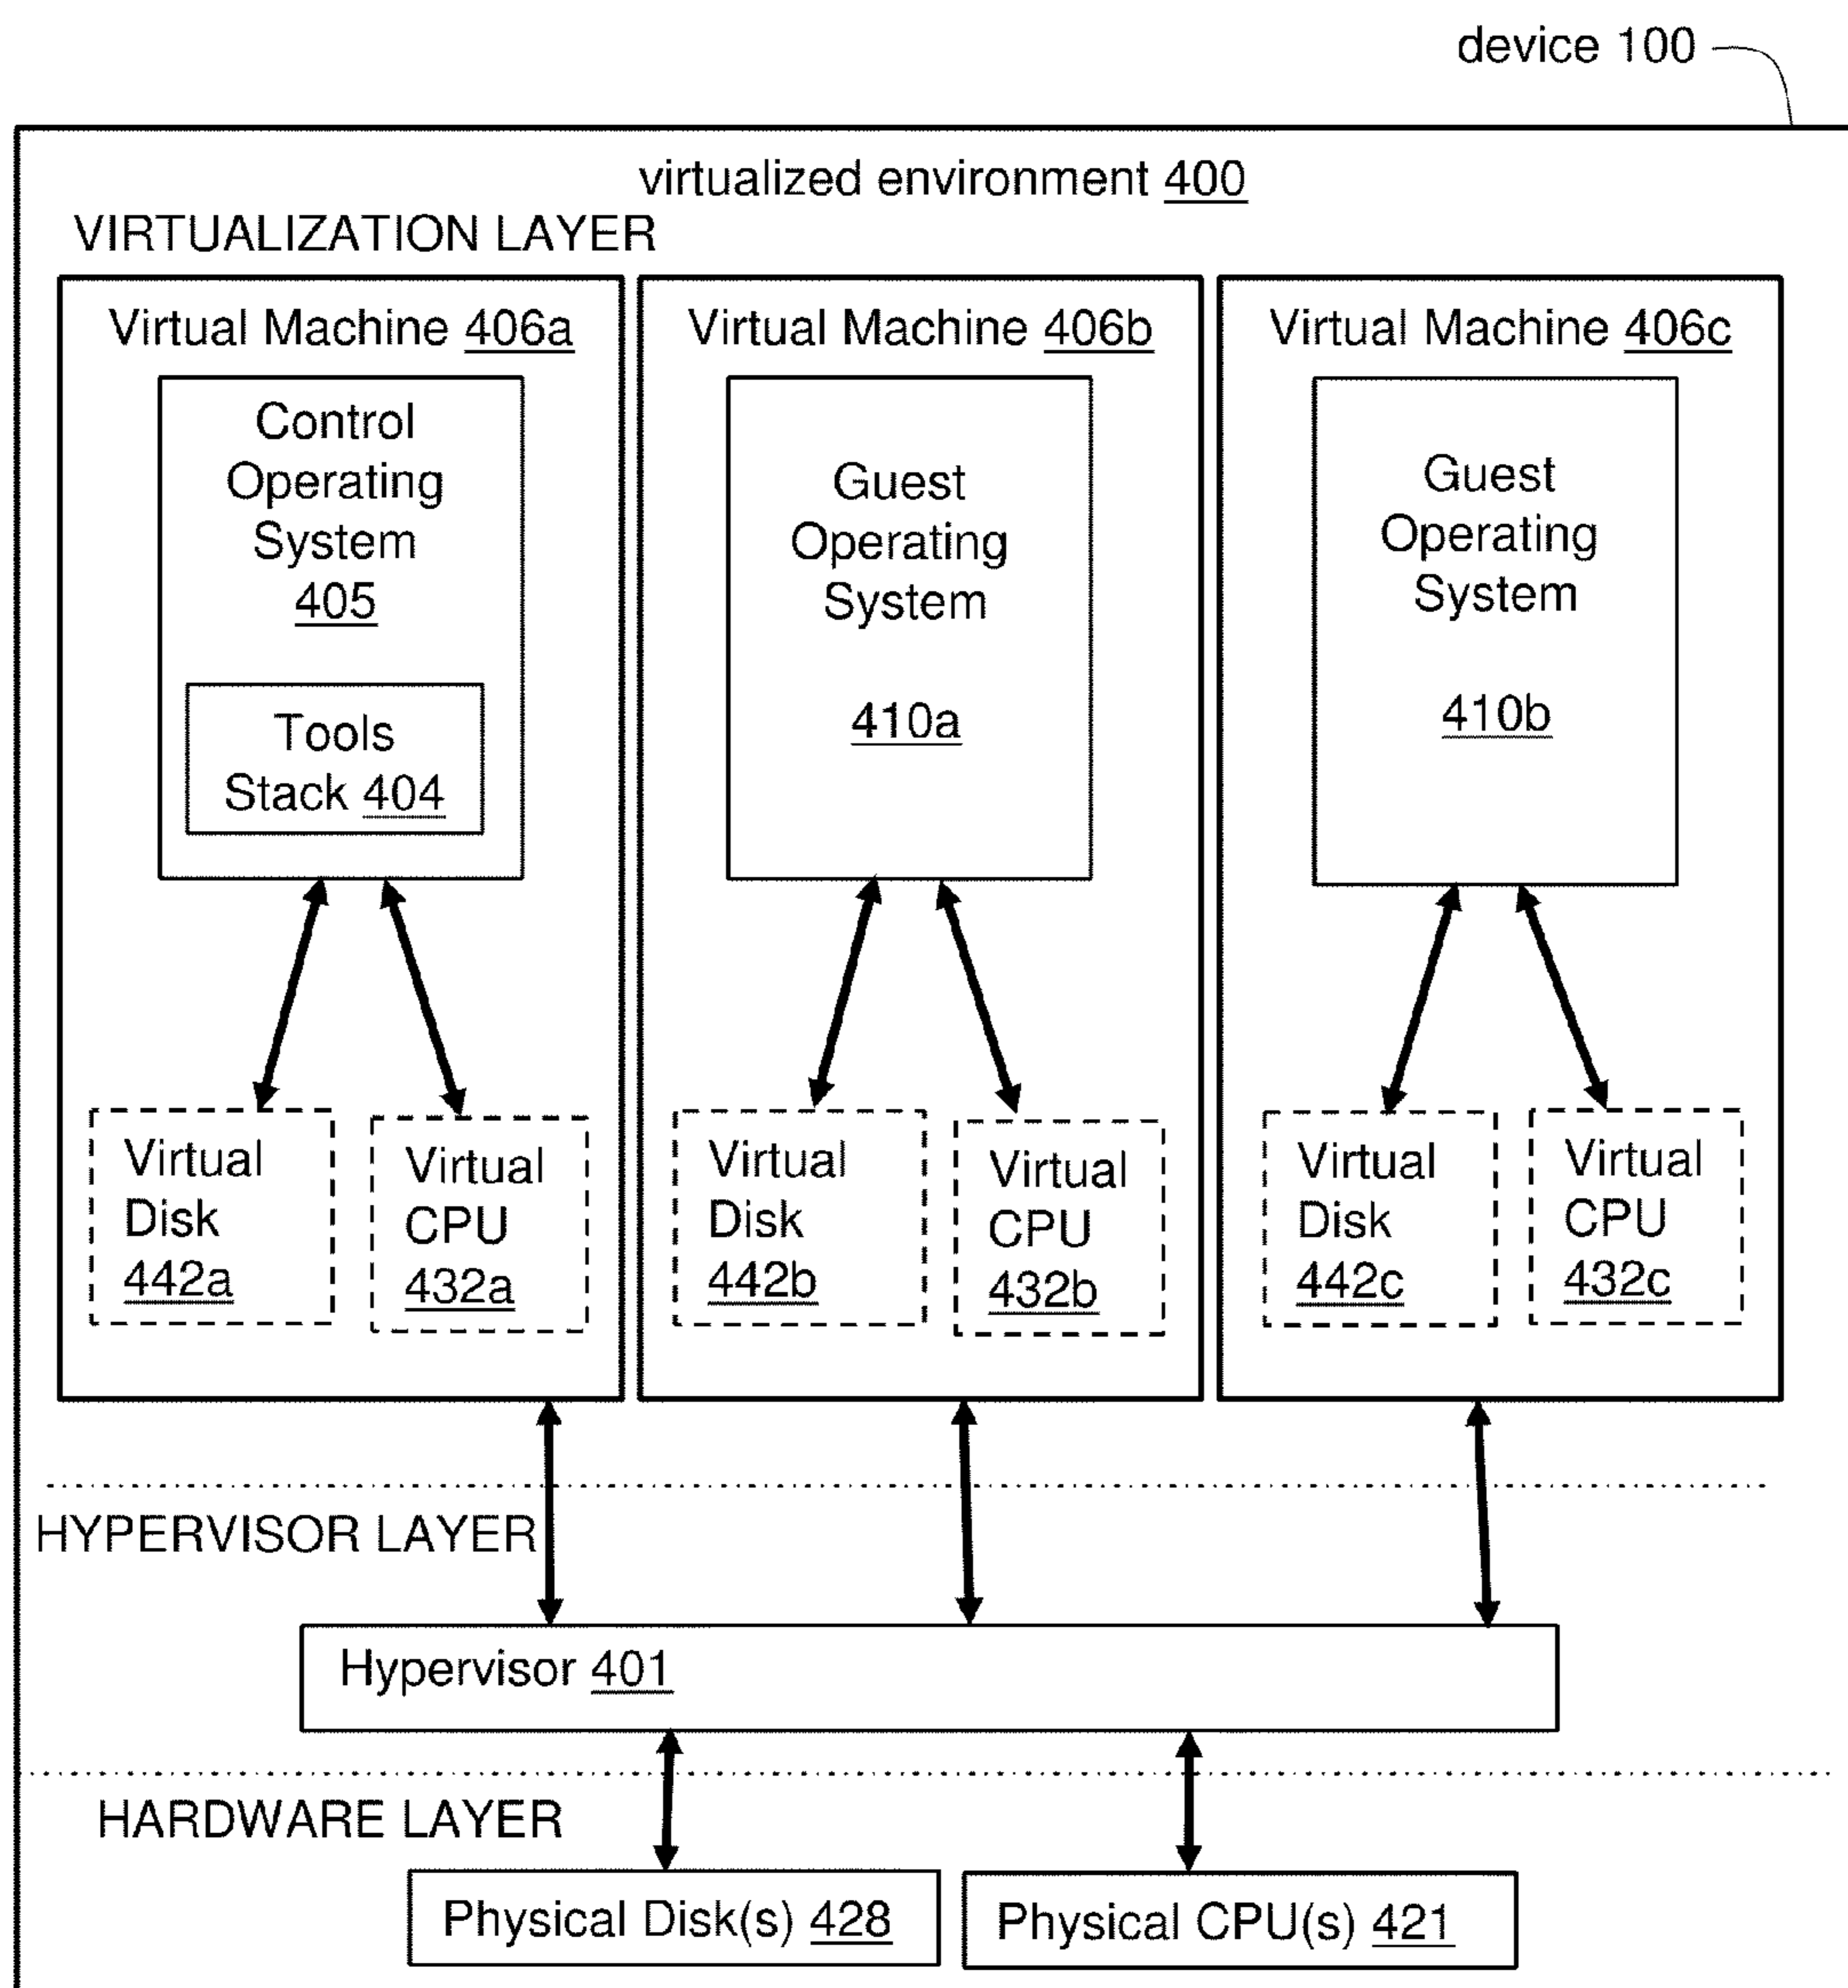 device 100
virtualized environment 400
VIRTUALIZATION LAYER
Virtual Machine 406a
Control
Operating
System
405
Tools
Stack 404
Virtual
Disk
442a
Virtual
CPU
432a
Virtual Machine 406b
Guest
Operating
System
410a
Virtual
Disk
442b
Virtual
CPU
432b
Virtual Machine 406c
Guest
Operating
System
410b
Virtual
Disk
442c
Virtual
CPU
432c
HYPERVISOR LAYER
Hypervisor 401
HARDWARE LAYER
Physical Disk(s) 428
Physical CPU(s) 421